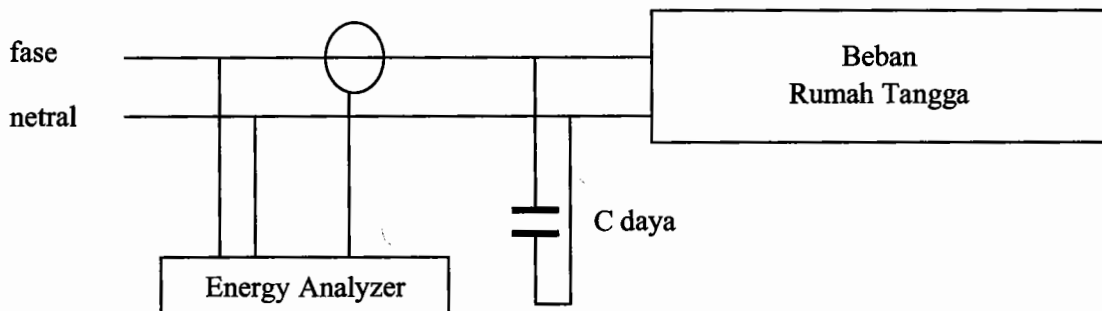 fase
netral
Beban
Rumah Tangga
C daya
Energy Analyzer